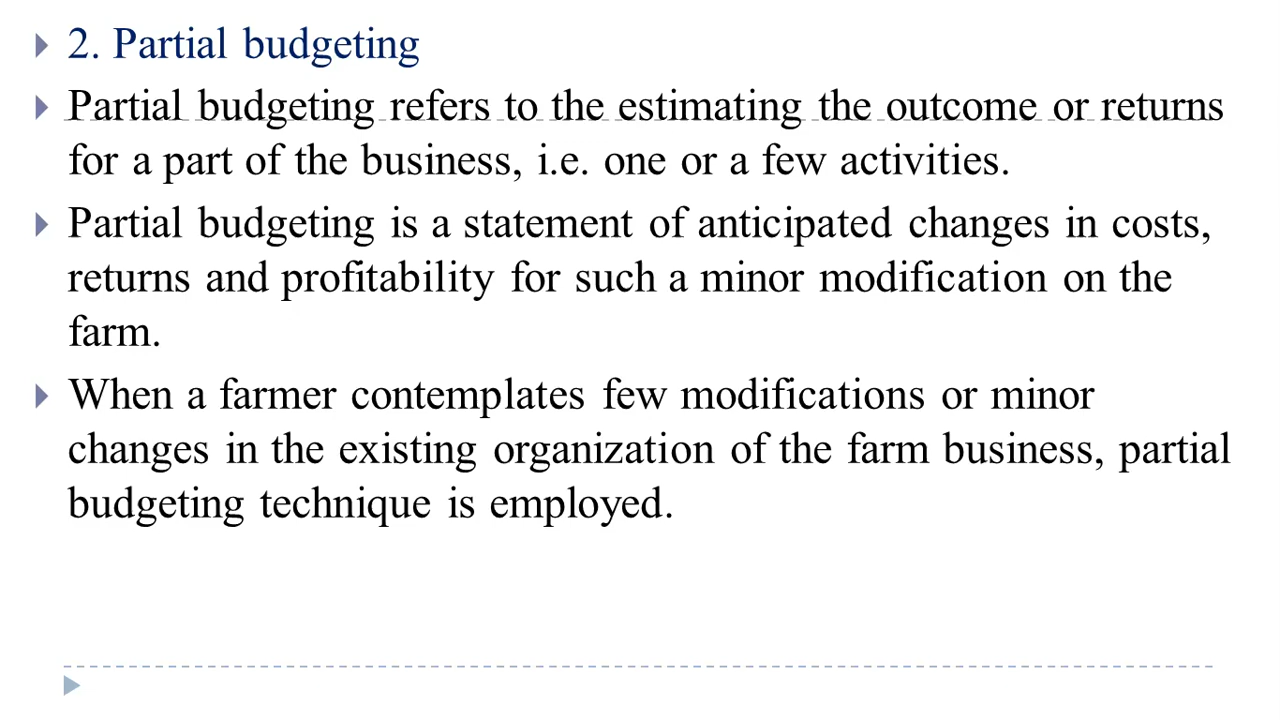 2. Partial budgeting
Partial budgeting refers to the estimating the outcome or returns
for a part of the business, i.e. one or a few activities.
Partial budgeting is a statement of anticipated changes in costs,
returns and profitability for such a minor modification on the
farm.
When a farmer contemplates few modifications or minor
changes in the existing organization of the farm business, partial
budgeting technique is employed.